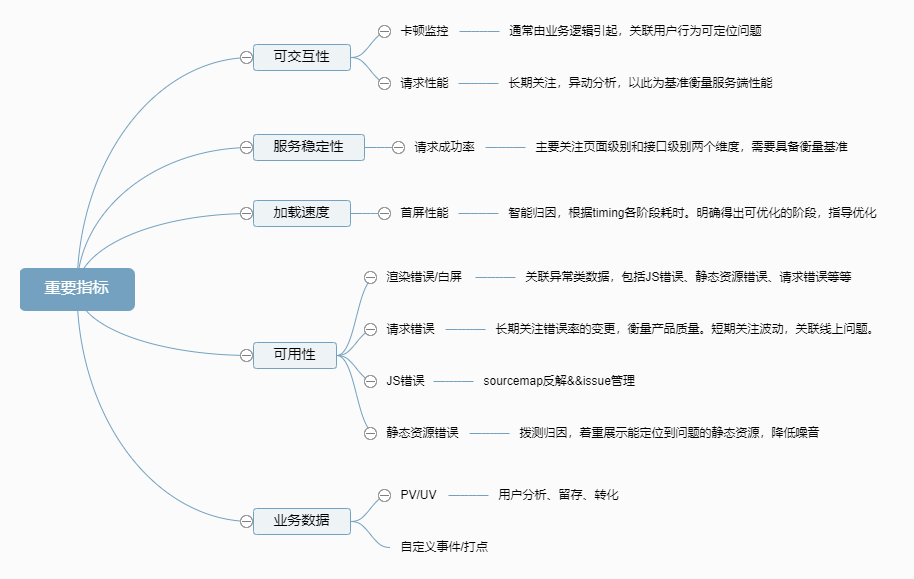 重要指标
可交互性
卡顿监控
通常由业务逻辑引起，关联用户行为可定位问题
请求性能
长期关注，异动分析，以此为基准衡量服务端性能
服务稳定性
请求成功率
主要关注页面级别和接口级别两个维度，需要具备衡量基准
加载速度
首屏性能
智能归因，根据timing各阶段耗时。明确得出可优化的阶段，指导优化
可用性
渲染错误/白屏
关联异常类数据，包括JS错误、静态资源错误、请求错误等等
请求错误
长期关注错误率的变更，衡量产品质量。短期关注波动，关联线上问题。
JS错误
sourcemap反解&&issue管理
静态资源错误
拨测归因，着重展示能定位到问题的静态资源，降低噪音
业务数据
PV/UV
用户分析、留存、转化
自定义事件/打点